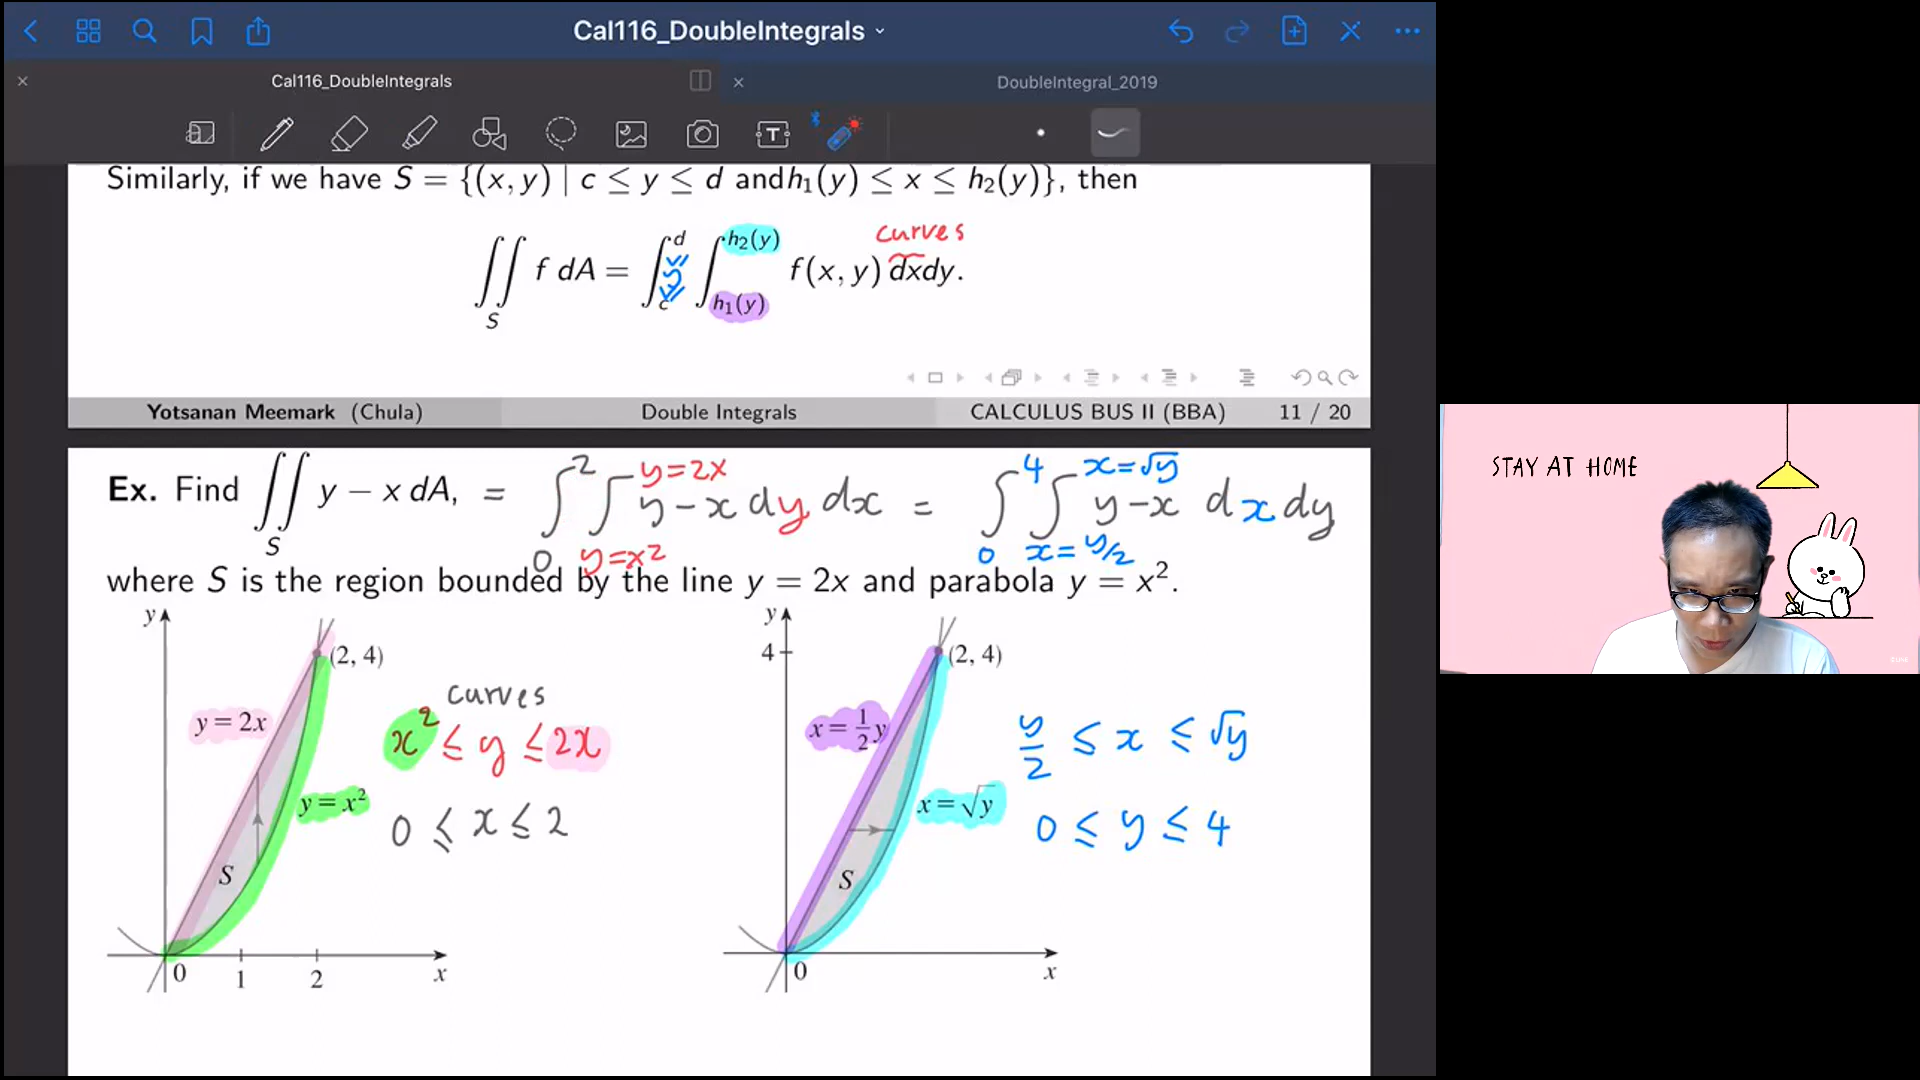 Cal116_DoubleIntegrals
Cal116_DoubleIntegrals
DoubleIntegral_2019
T
Similarly, if we have S = {(x, y) | c ≤ y ≤ d andh₁(y) ≤ x ≤ h₂(y)}, then
curves
∬_S f dA = ∫_c^d ∫_{h₁(y)}^{h₂(y)} f(x, y) dxdy.
Yotsanan Meemark (Chula) Double Integrals CALCULUS BUS II (BBA) 11 / 20
Ex. Find ∬_S y − x dA, = ∫_0^2 ∫_{y=x²}^{y=2x} y−x dy dx = ∫_0^4 ∫_{x=y/2}^{x=√y} y−x dx dy
where S is the region bounded by the line y = 2x and parabola y = x².
y
(2, 4)
y = 2x
curves
x² ≤ y ≤ 2x
y = x²
0 ≤ x ≤ 2
S
0 1 2 x
y
4
(2, 4)
x = 1/2 y
y/2 ≤ x ≤ √y
x = √y
0 ≤ y ≤ 4
S
0 x
STAY AT HOME